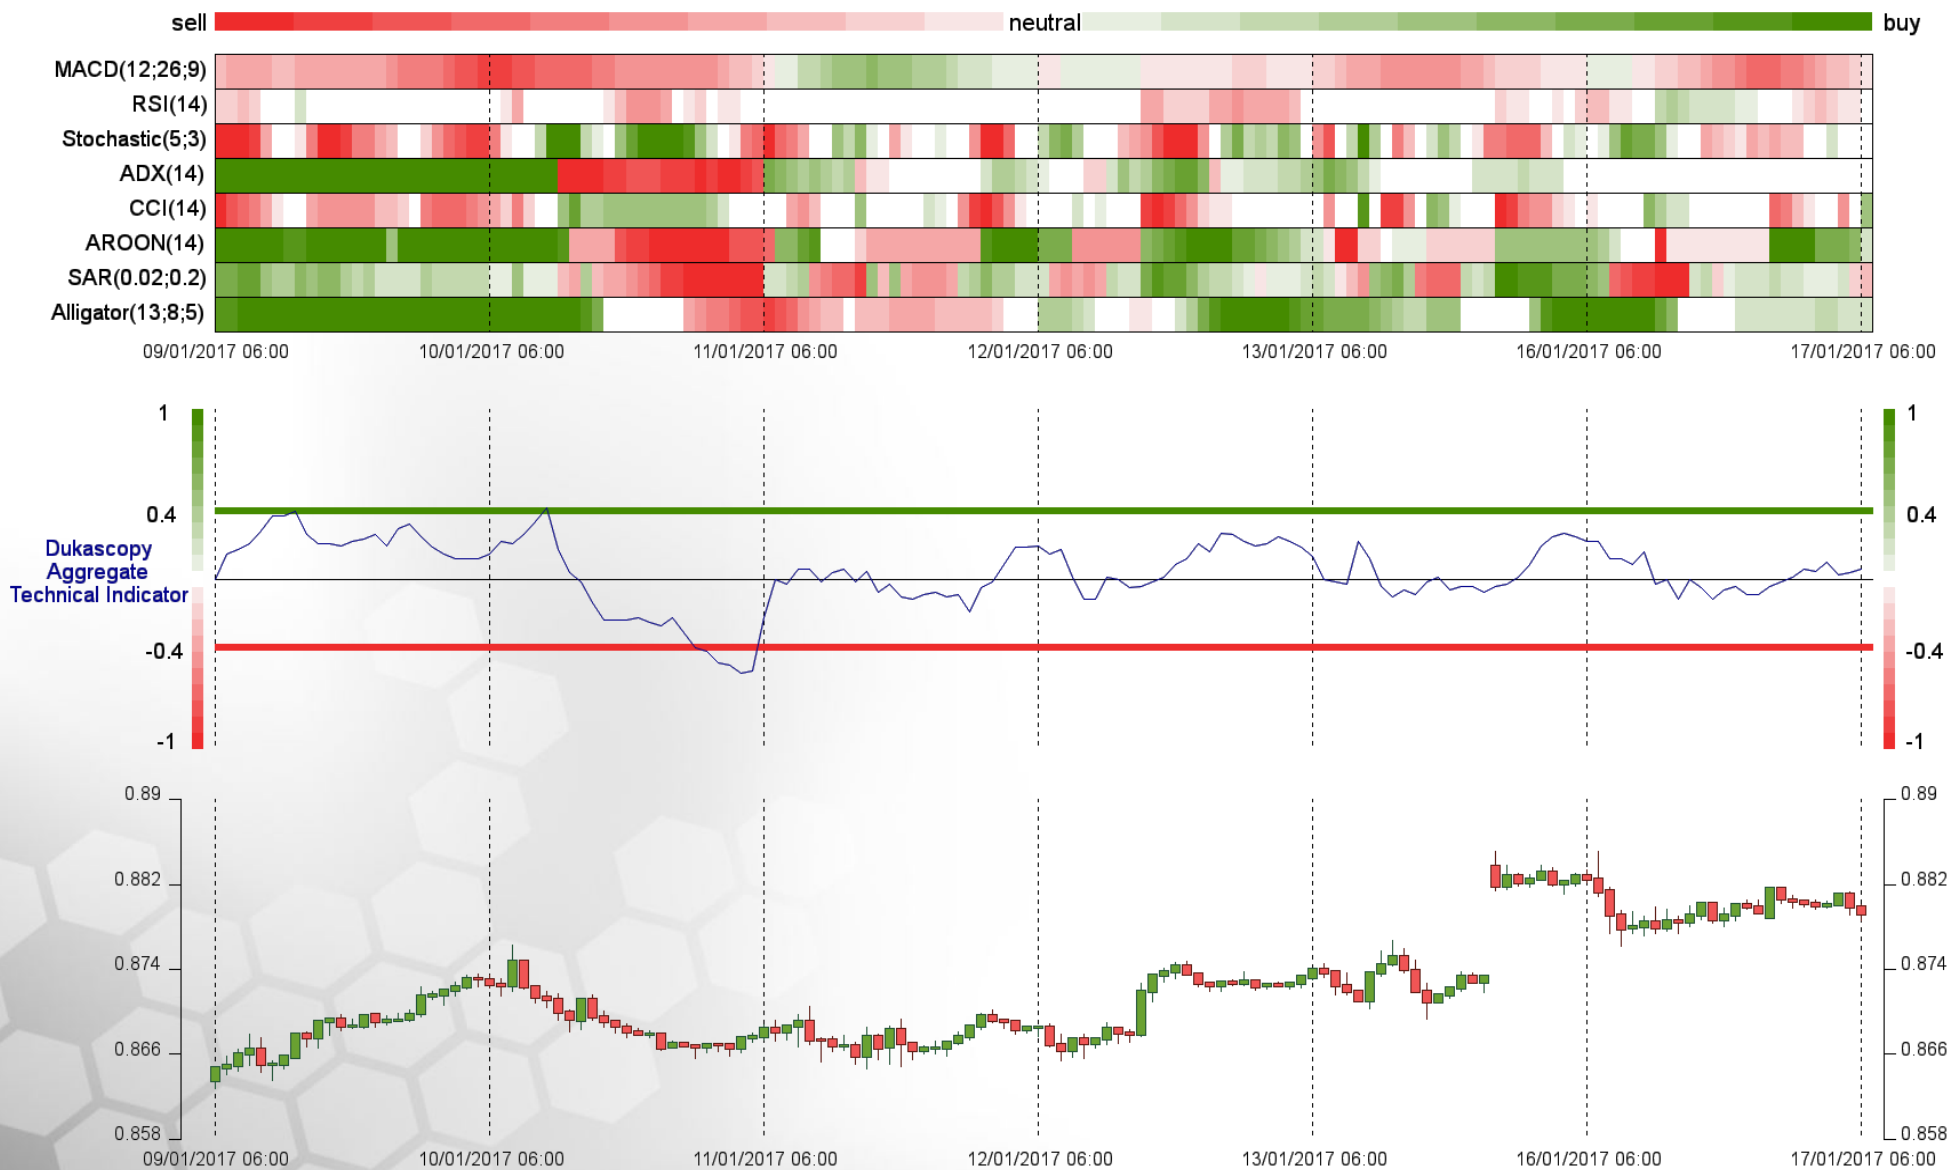 sell neutral buy
MACD(12;26;9)
RSI(14)
Stochastic(5;3)
ADX(14)
CCI(14)
AROON(14)
SAR(0.02;0.2)
Alligator(13;8;5)
09/01/2017 06:00 10/01/2017 06:00 11/01/2017 06:00 12/01/2017 06:00 13/01/2017 06:00 16/01/2017 06:00 17/01/2017 06:00
1 1
0.4 0.4
Dukascopy
Aggregate
Technical Indicator
-0.4 -0.4
-1 -1
0.89 0.89
0.882 0.882
0.874 0.874
0.866 0.866
0.858 0.858
09/01/2017 06:00 10/01/2017 06:00 11/01/2017 06:00 12/01/2017 06:00 13/01/2017 06:00 16/01/2017 06:00 17/01/2017 06:00